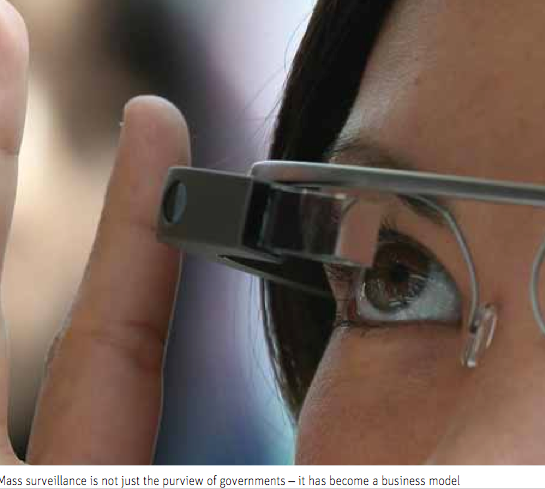 Mass surveillance is not just the purview of governments – it has become a business model